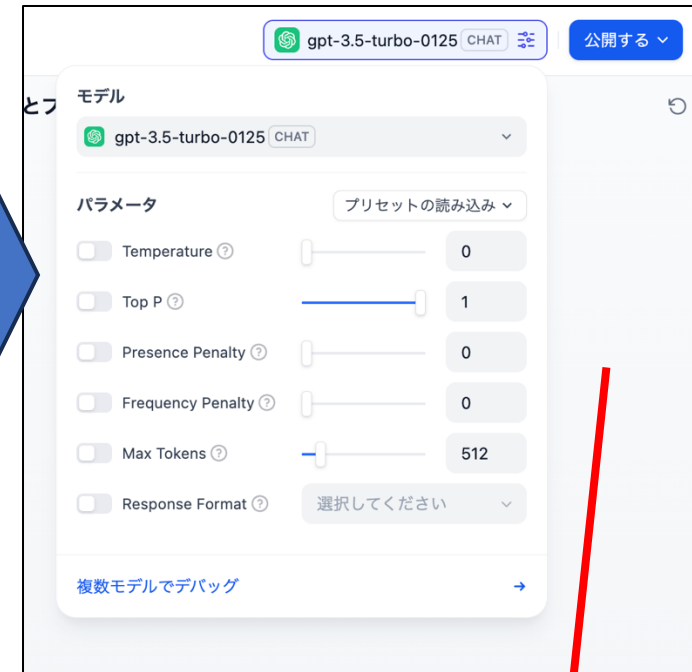 gpt-3.5-turbo-0125 CHAT 公開する
とフ
モデル
gpt-3.5-turbo-0125 CHAT
パラメータ プリセットの読み込み
Temperature ? 0
Top P ? 1
Presence Penalty ? 0
Frequency Penalty ? 0
Max Tokens ? 512
Response Format ? 選択してください
複数モデルでデバッグ →